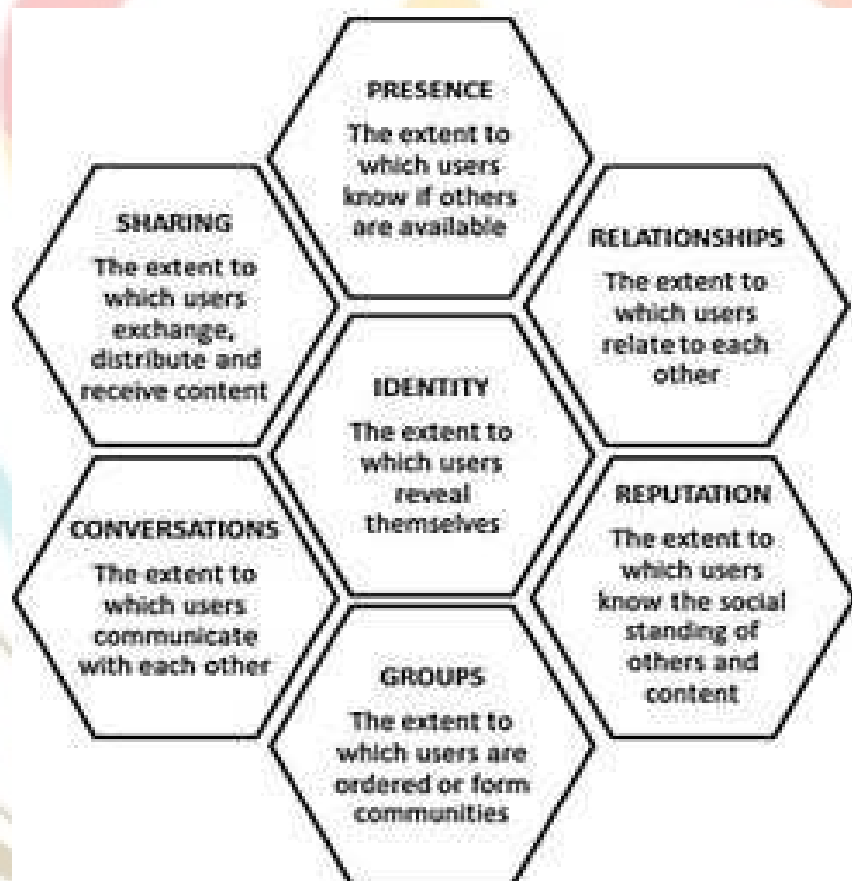 PRESENCE
The extent to
which users
know if others
are available
SHARING
The extent to
which users
exchange,
distribute and
receive content
RELATIONSHIPS
The extent to
which users
relate to each
other
IDENTITY
The extent to
which users
reveal
themselves
CONVERSATIONS
The extent to
which users
communicate
with each other
REPUTATION
The extent to
which users
know the social
standing of
others and
content
GROUPS
The extent to
which users are
ordered or form
communities